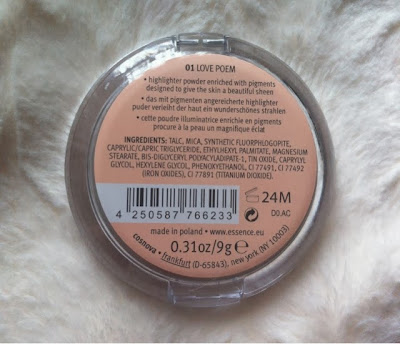 01 LOVE POEM
• highlighter powder enriched with pigments
designed to give the skin a beautiful sheen
• das mit pigmenten angereicherte highlighter
puder verleiht der haut ein wunderschönes strahlen
• cette poudre illuminatrice enrichie en pigments
procure à la peau un magnifique éclat
INGREDIENTS: TALC, MICA, SYNTHETIC FLUORPHLOGOPITE,
CAPRYLIC/CAPRIC TRIGLYCERIDE, ETHYLHEXYL PALMITATE, MAGNESIUM
STEARATE, BIS-DIGLYCERYL POLYACYLADIPATE-1, TIN OXIDE, CAPRYLYL
GLYCOL, HEXYLENE GLYCOL, PHENOXYETHANOL, CI 77491, CI 77492
(IRON OXIDES), CI 77891 (TITANIUM DIOXIDE).
4 250587 766233
24M
D0.AC
made in poland • www.essence.eu
0.31oz/9g e
cosnova • frankfurt (D-65843), new york (NY 10003)